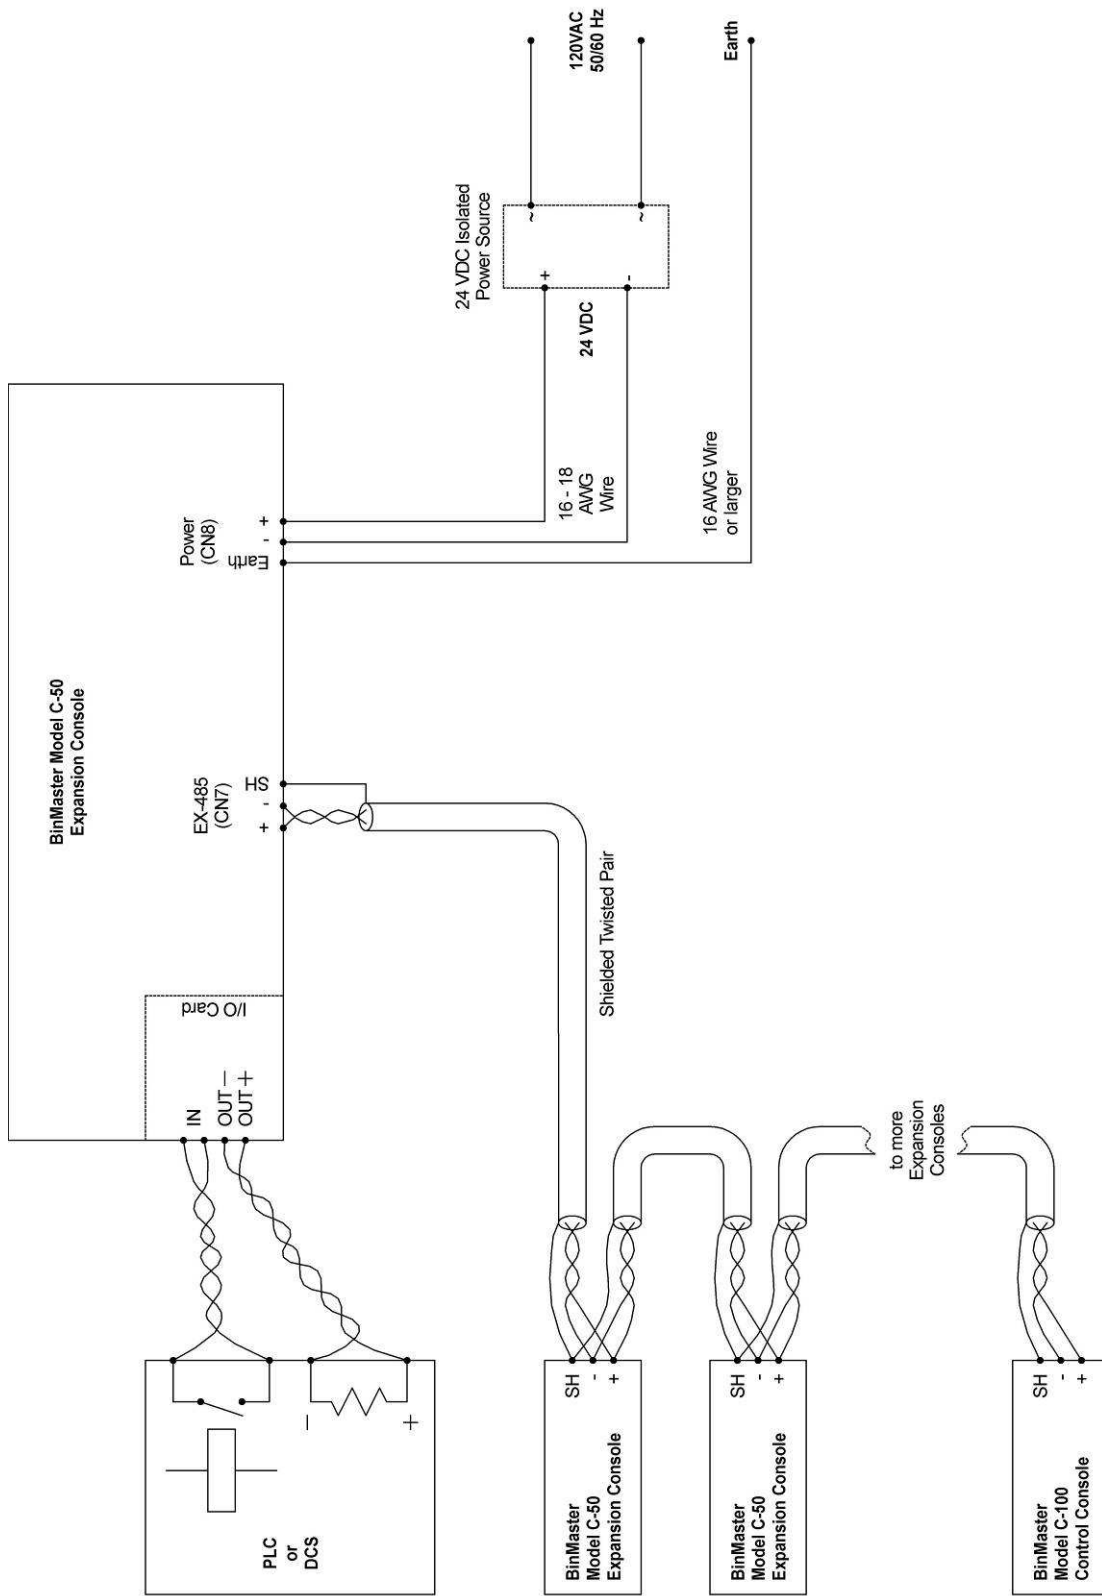 BinMaster Model C-50
Expansion Console
I/O Card
IN
OUT —
OUT +
EX-485
(CN7)
+
-
SH
Power
(CN8)
Earth
-
+
PLC
or
DCS
—
+
Shielded Twisted Pair
16 - 18
AWG
Wire
16 AWG Wire
or larger
24 VDC Isolated
Power Source
+
-
~
~
24 VDC
120VAC
50/60 Hz
Earth
BinMaster
Model C-50
Expansion Console
SH
-
+
BinMaster
Model C-50
Expansion Console
SH
-
+
to more
Expansion
Consoles
BinMaster
Model C-100
Control Console
SH
-
+